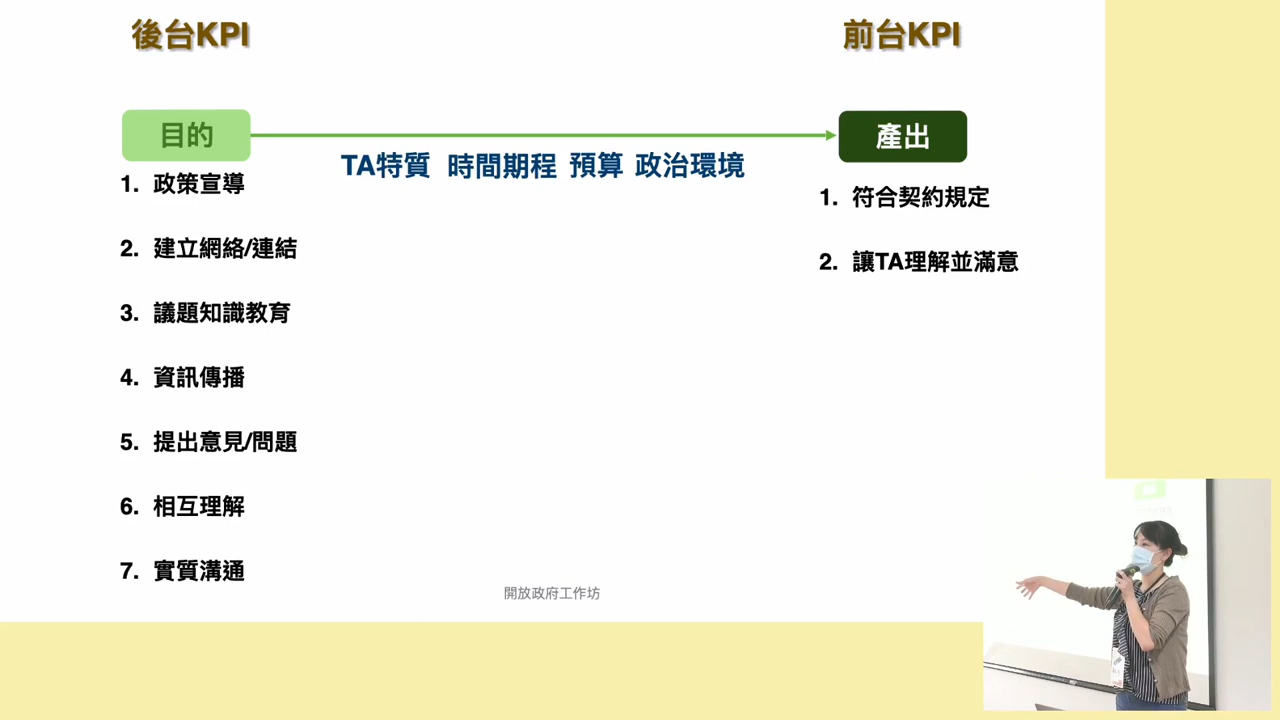 後台KPI
前台KPI
目的
產出
TA特質 時間期程 預算 政治環境
1. 政策宣導
2. 建立網絡/連結
3. 議題知識教育
4. 資訊傳播
5. 提出意見/問題
6. 相互理解
7. 實質溝通
1. 符合契約規定
2. 讓TA理解並滿意
開放政府工作坊